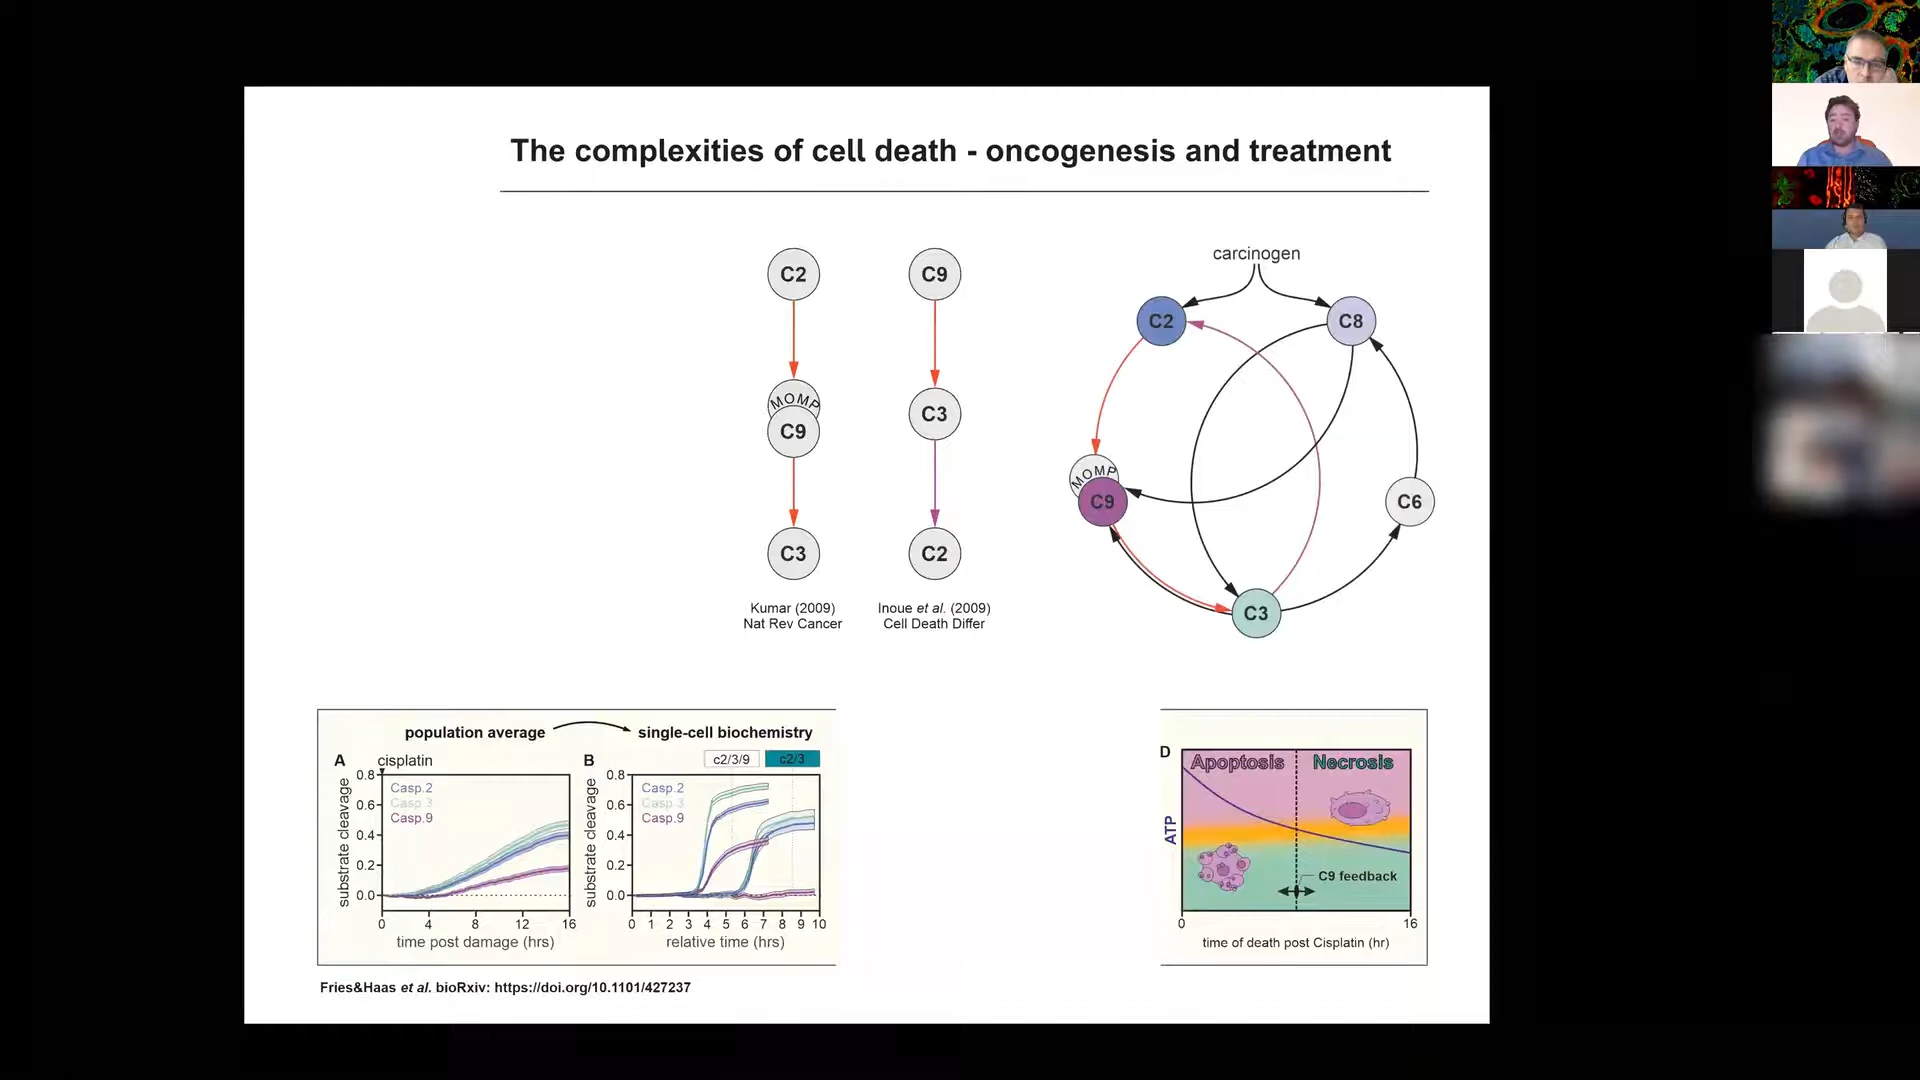 The complexities of cell death - oncogenesis and treatment
C2
MOMP
C9
C3
Kumar (2009)
Nat Rev Cancer
C9
C3
C2
Inoue et al. (2009)
Cell Death Differ
carcinogen
C2
C8
MOMP
C9
C6
C3
population average
single-cell biochemistry
A
cisplatin
substrate cleavage
0.8
0.6
0.4
0.2
0.0
Casp.2
Casp.3
Casp.9
0 4 8 12 16
time post damage (hrs)
B
c2/3/9
c2/3
substrate cleavage
0.8
0.6
0.4
0.2
0.0
Casp.2
Casp.3
Casp.9
0 1 2 3 4 5 6 7 8 9 10
relative time (hrs)
D
Apoptosis
Necrosis
ATP
C9 feedback
0 16
time of death post Cisplatin (hr)
Fries&Haas et al. bioRxiv: https://doi.org/10.1101/427237